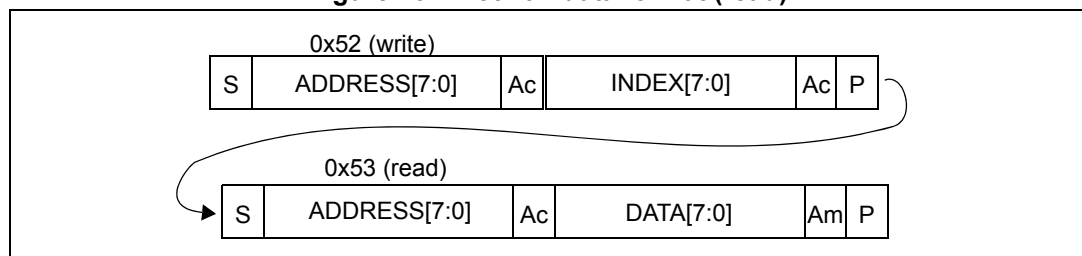 0x52 (write)
S ADDRESS[7:0] Ac INDEX[7:0] Ac P
0x53 (read)
S ADDRESS[7:0] Ac DATA[7:0] Am P